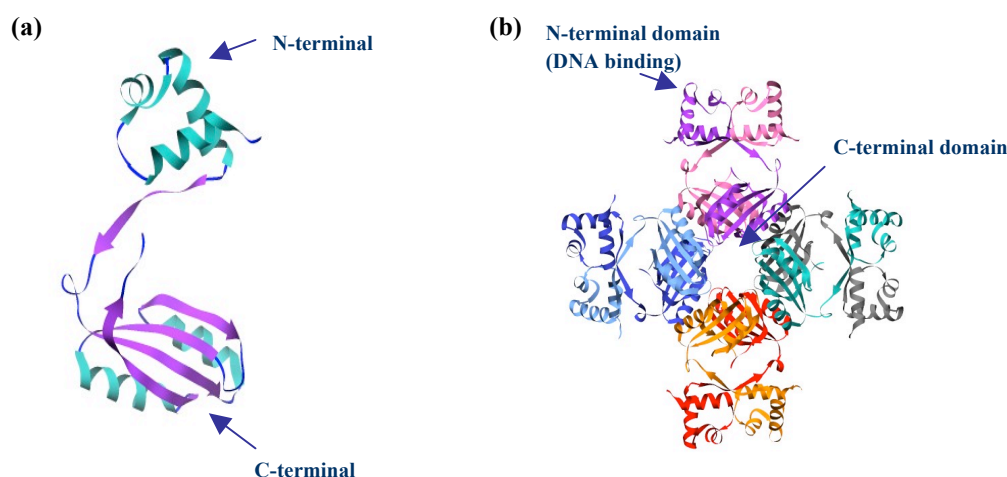 (a)
N-terminal
C-terminal
(b)
N-terminal domain
(DNA binding)
C-terminal domain